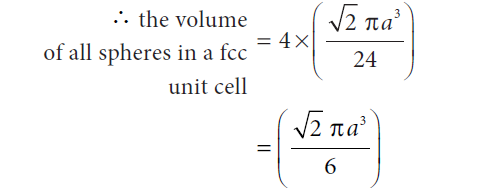 ∴ the volume
of all spheres in a fcc
unit cell
= 4×(√2 πa³ / 24)
= (√2 πa³ / 6)